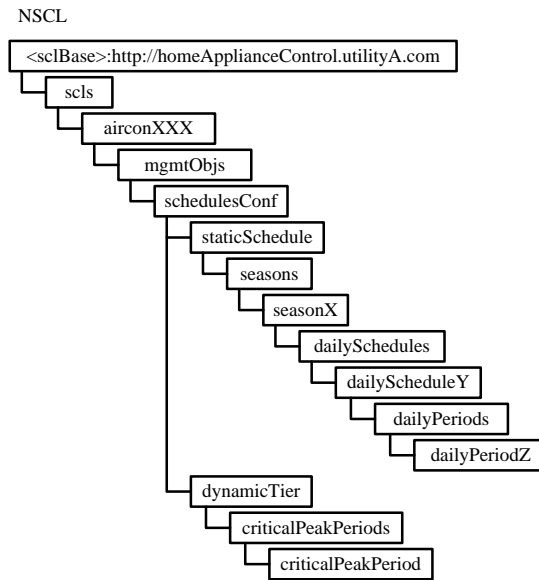 NSCL
<sclBase>:http://homeApplianceControl.utilityA.com
scls
airconXXX
mgmtObjs
schedulesConf
staticSchedule
seasons
seasonX
dailySchedules
dailyScheduleY
dailyPeriods
dailyPeriodZ
dynamicTier
criticalPeakPeriods
criticalPeakPeriod